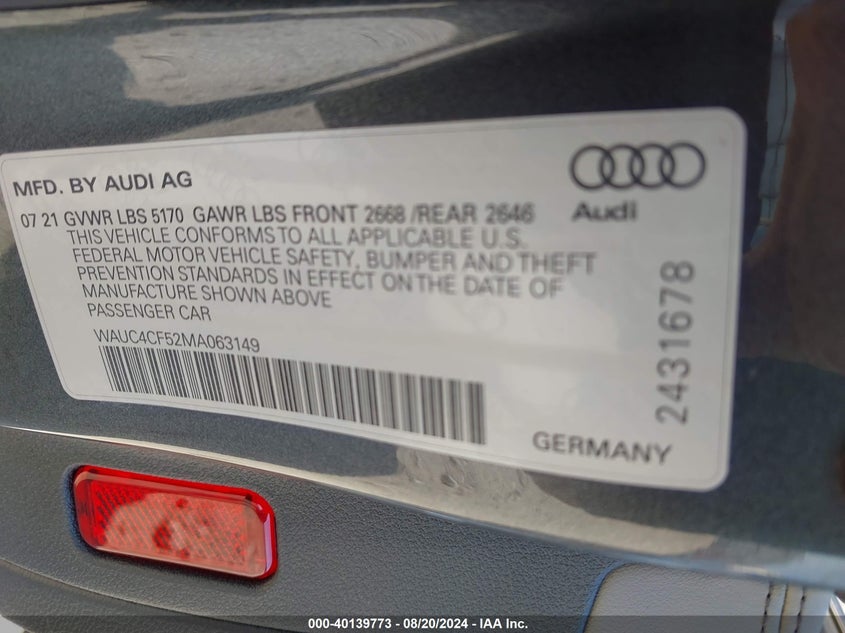 MFD. BY AUDI AG
Audi
07 21 GVWR LBS 5170 GAWR LBS FRONT 2668 /REAR 2646
THIS VEHICLE CONFORMS TO ALL APPLICABLE U.S.
FEDERAL MOTOR VEHICLE SAFETY, BUMPER AND THEFT
PREVENTION STANDARDS IN EFFECT ON THE DATE OF
MANUFACTURE SHOWN ABOVE
PASSENGER CAR
WAUC4CF52MA063149
2431678
GERMANY
000-40139773 - 08/20/2024 - IAA Inc.